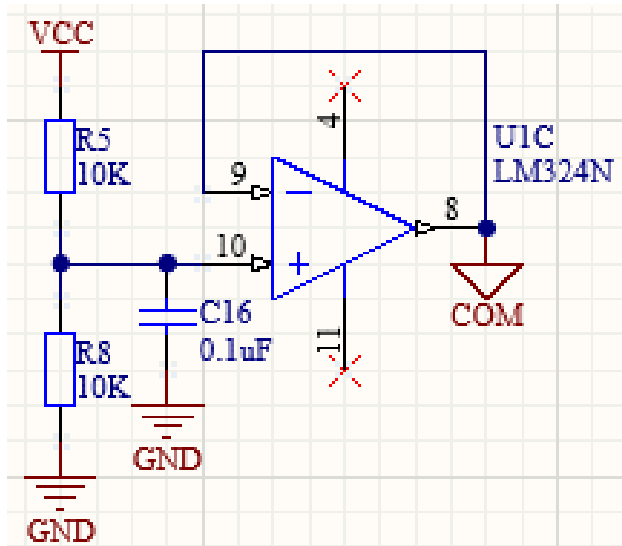 VCC
R5
10K
4
U1C
LM324N
9
8
10
COM
C16
0.1uF
11
R8
10K
GND
GND